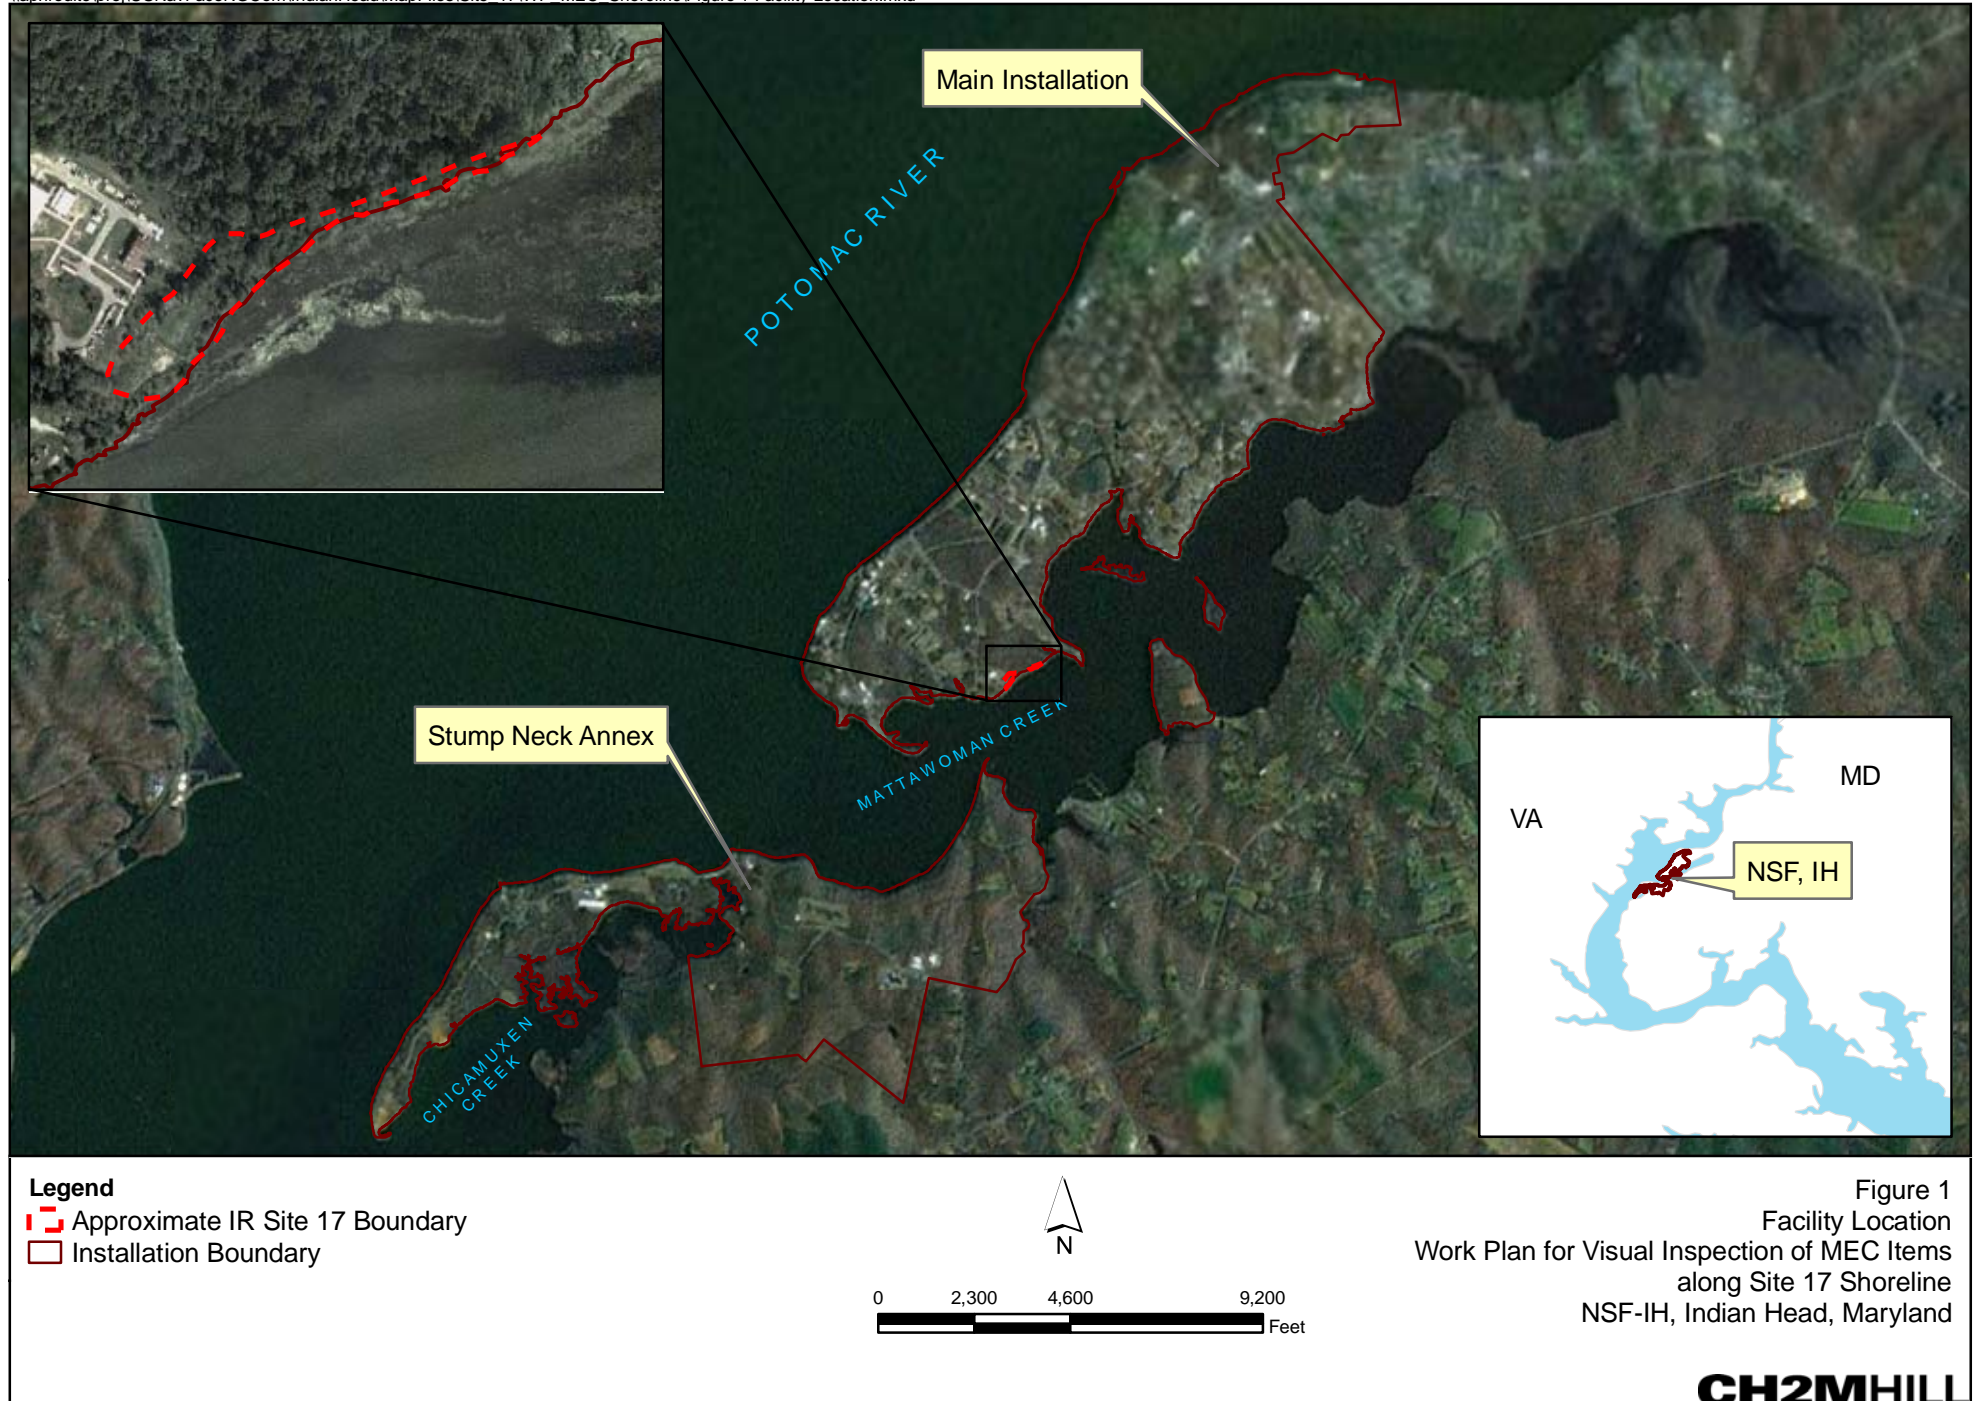 Main Installation
POTOMAC RIVER
Stump Neck Annex
MATTAWOMAN CREEK
CHICAMUXEN
CREEK
MD
VA
NSF, IH
Legend
Approximate IR Site 17 Boundary
Installation Boundary
N
0 2,300 4,600 9,200
Feet
Figure 1
Facility Location
Work Plan for Visual Inspection of MEC Items
along Site 17 Shoreline
NSF-IH, Indian Head, Maryland
CH2MHILL